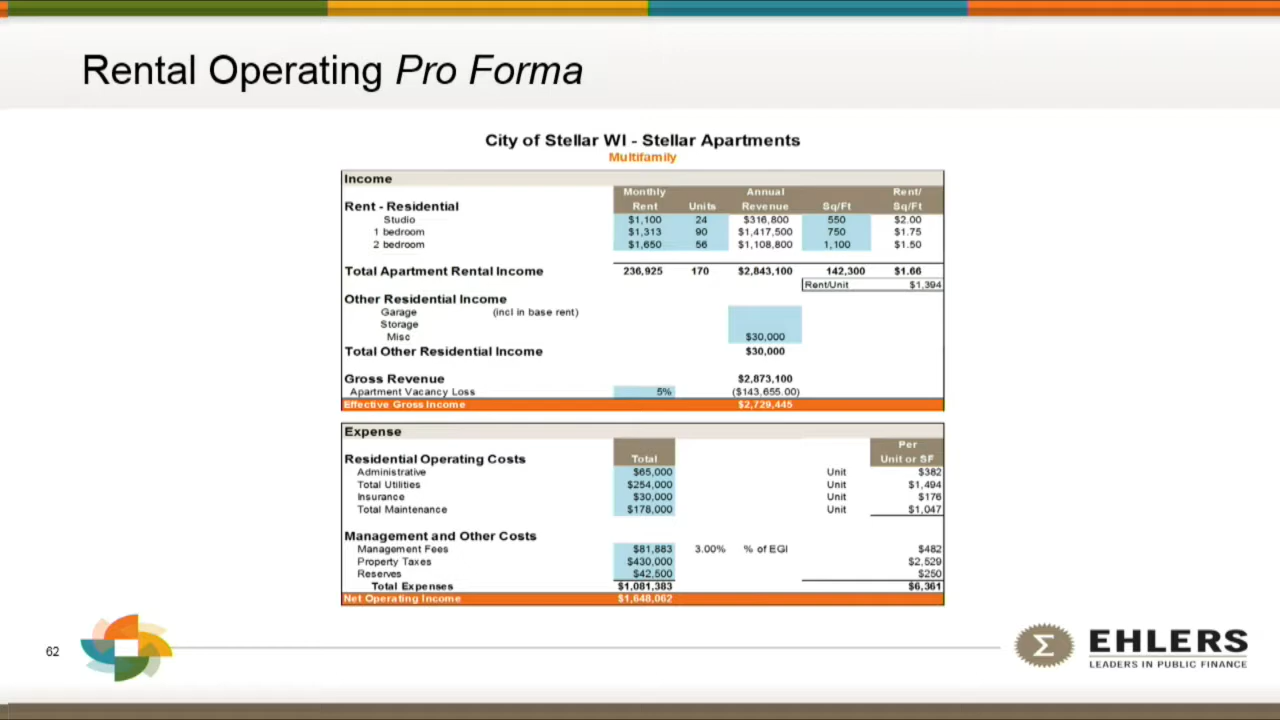 Rental Operating Pro Forma
City of Stellar WI - Stellar Apartments
Multifamily
Income
Monthly Annual Rent/
Rent - Residential Rent Units Revenue Sq/Ft Sq/Ft
Studio $1,100 24 $316,800 550 $2.00
1 bedroom $1,313 90 $1,417,500 750 $1.75
2 bedroom $1,650 56 $1,108,800 1,100 $1.50
Total Apartment Rental Income 236,925 170 $2,843,100 142,300 $1.66
Rent/Unit $1,394
Other Residential Income
Garage (incl in base rent)
Storage
Misc $30,000
Total Other Residential Income $30,000
Gross Revenue $2,873,100
Apartment Vacancy Loss 5% ($143,655.00)
Effective Gross Income $2,729,445
Expense
Per
Residential Operating Costs Total Unit or SF
Administrative $65,000 Unit $382
Total Utilities $254,000 Unit $1,494
Insurance $30,000 Unit $176
Total Maintenance $178,000 Unit $1,047
Management and Other Costs
Management Fees $81,883 3.00% % of EGI $482
Property Taxes $430,000 $2,529
Reserves $42,500 $250
Total Expenses $1,081,383 $6,361
Net Operating Income $1,648,062
62
Σ EHLERS
LEADERS IN PUBLIC FINANCE